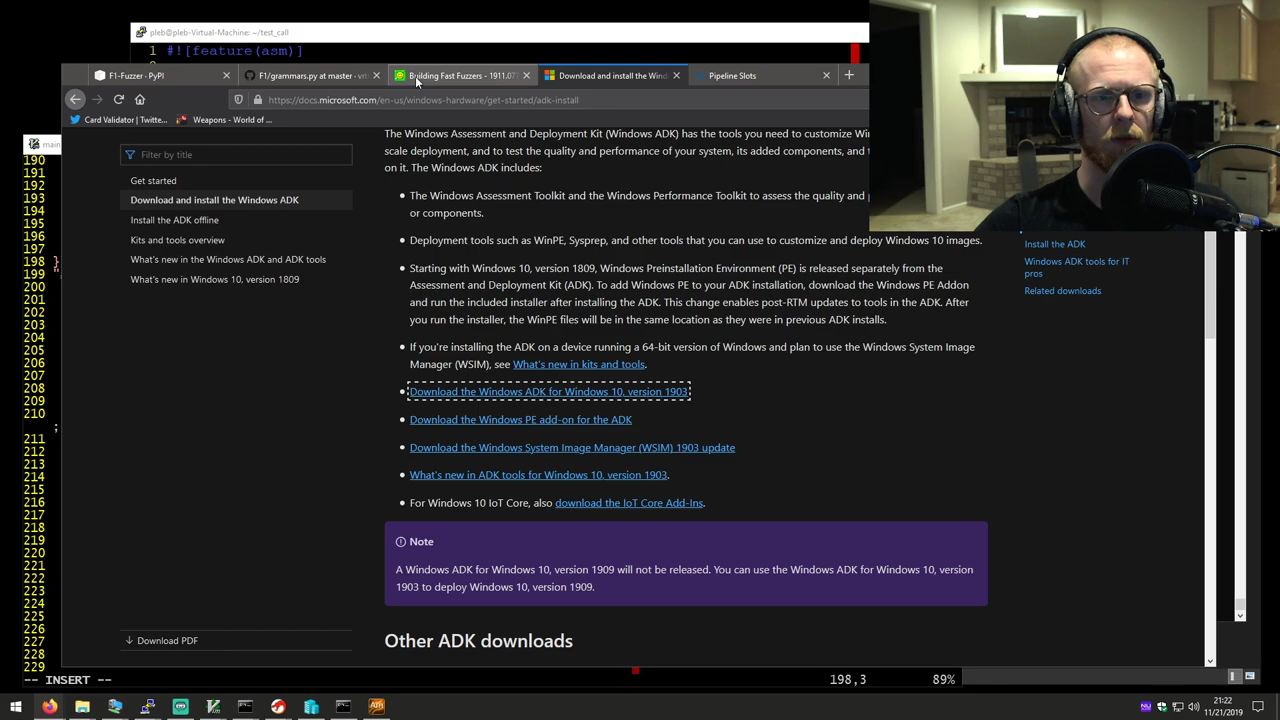 pleb@pleb-Virtual-Machine: ~/test_call
1 #![feature(asm)]
F1-Fuzzer · PyPI
F1/grammars.py at master · vrt
Building Fast Fuzzers - 1911.07
Download and install the Wind
Pipeline Slots
https://docs.microsoft.com/en-us/windows-hardware/get-started/adk-install
Card Validator | Twitte...
Weapons - World of ...
main
Filter by title
Get started
Download and install the Windows ADK
Install the ADK offline
Kits and tools overview
What's new in the Windows ADK and ADK tools
What's new in Windows 10, version 1809
Download PDF
The Windows Assessment and Deployment Kit (Windows ADK) has the tools you need to customize
scale deployment, and to test the quality and performance of your system, its added components, and
on it. The Windows ADK includes:
The Windows Assessment Toolkit and the Windows Performance Toolkit to assess the quality and
or components.
Deployment tools such as WinPE, Sysprep, and other tools that you can use to customize and deploy Windows 10 images.
Starting with Windows 10, version 1809, Windows Preinstallation Environment (PE) is released separately from the
Assessment and Deployment Kit (ADK). To add Windows PE to your ADK installation, download the Windows PE Addon
and run the included installer after installing the ADK. This change enables post-RTM updates to tools in the ADK. After
you run the installer, the WinPE files will be in the same location as they were in previous ADK installs.
If you're installing the ADK on a device running a 64-bit version of Windows and plan to use the Windows System Image
Manager (WSIM), see What's new in kits and tools.
Download the Windows ADK for Windows 10, version 1903
Download the Windows PE add-on for the ADK
Download the Windows System Image Manager (WSIM) 1903 update
What's new in ADK tools for Windows 10, version 1903.
For Windows 10 IoT Core, also download the IoT Core Add-Ins.
Note
A Windows ADK for Windows 10, version 1909 will not be released. You can use the Windows ADK for Windows 10, version
1903 to deploy Windows 10, version 1909.
Other ADK downloads
Install the ADK
Windows ADK tools for IT
pros
Related downloads
190
191
192
193
194
195
196
197
198 }
199
200
201
202
203
204
205
206
207
208
209
210
;
211
212
213
214
215
216
217
218
219
220
221
222
223
224
225
226
227
228
229
-- INSERT --
198,3
89%
21:22
11/21/2019